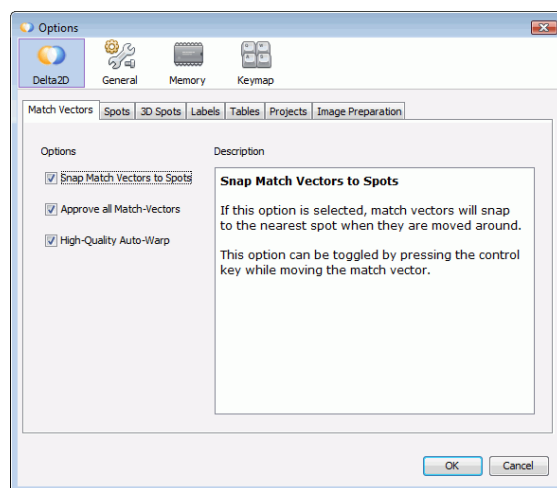 Options
Delta2D General Memory Keymap
Match Vectors Spots 3D Spots Labels Tables Projects Image Preparation
Options Description
Snap Match Vectors to Spots
Approve all Match-Vectors
High-Quality Auto-Warp
Snap Match Vectors to Spots
If this option is selected, match vectors will snap
to the nearest spot when they are moved around.
This option can be toggled by pressing the control
key while moving the match vector.
OK Cancel